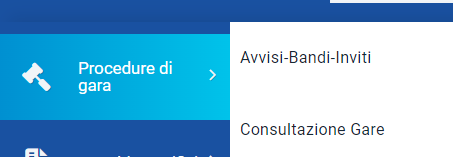 Procedure di
gara
Avvisi-Bandi-Inviti
Consultazione Gare